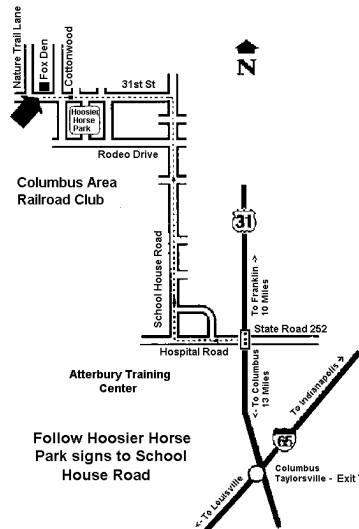 Nature Trail Lane
Fox Den
Cottonwood
31st St
N
Hoosier
Horse
Park
Rodeo Drive
Columbus Area
Railroad Club
31
School House Road
To Franklin ->
10 Miles
State Road 252
Hospital Road
Atterbury Training
Center
<- To Columbus
13 Miles
To Indianapolis ->
65
Follow Hoosier Horse
Park signs to School
House Road
Columbus
Taylorsville - Exit
<- To Louisville